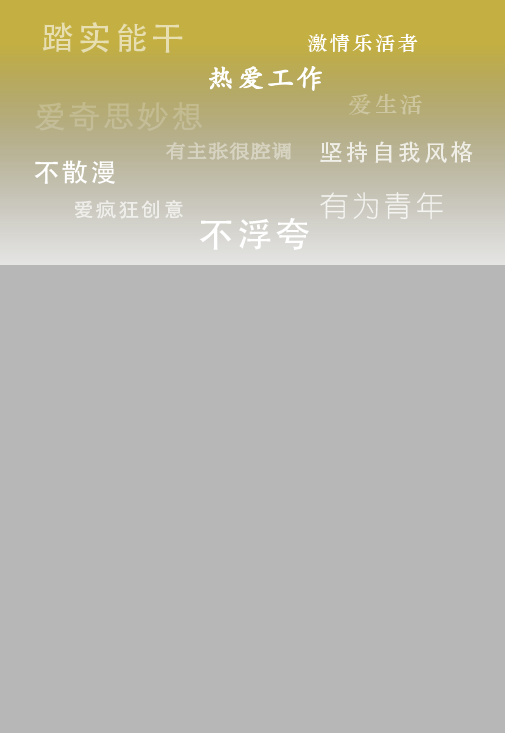 踏实能干
激情乐活者
热爱工作
爱生活
爱奇思妙想
有主张很腔调
坚持自我风格
不散漫
爱疯狂创意
有为青年
不浮夸